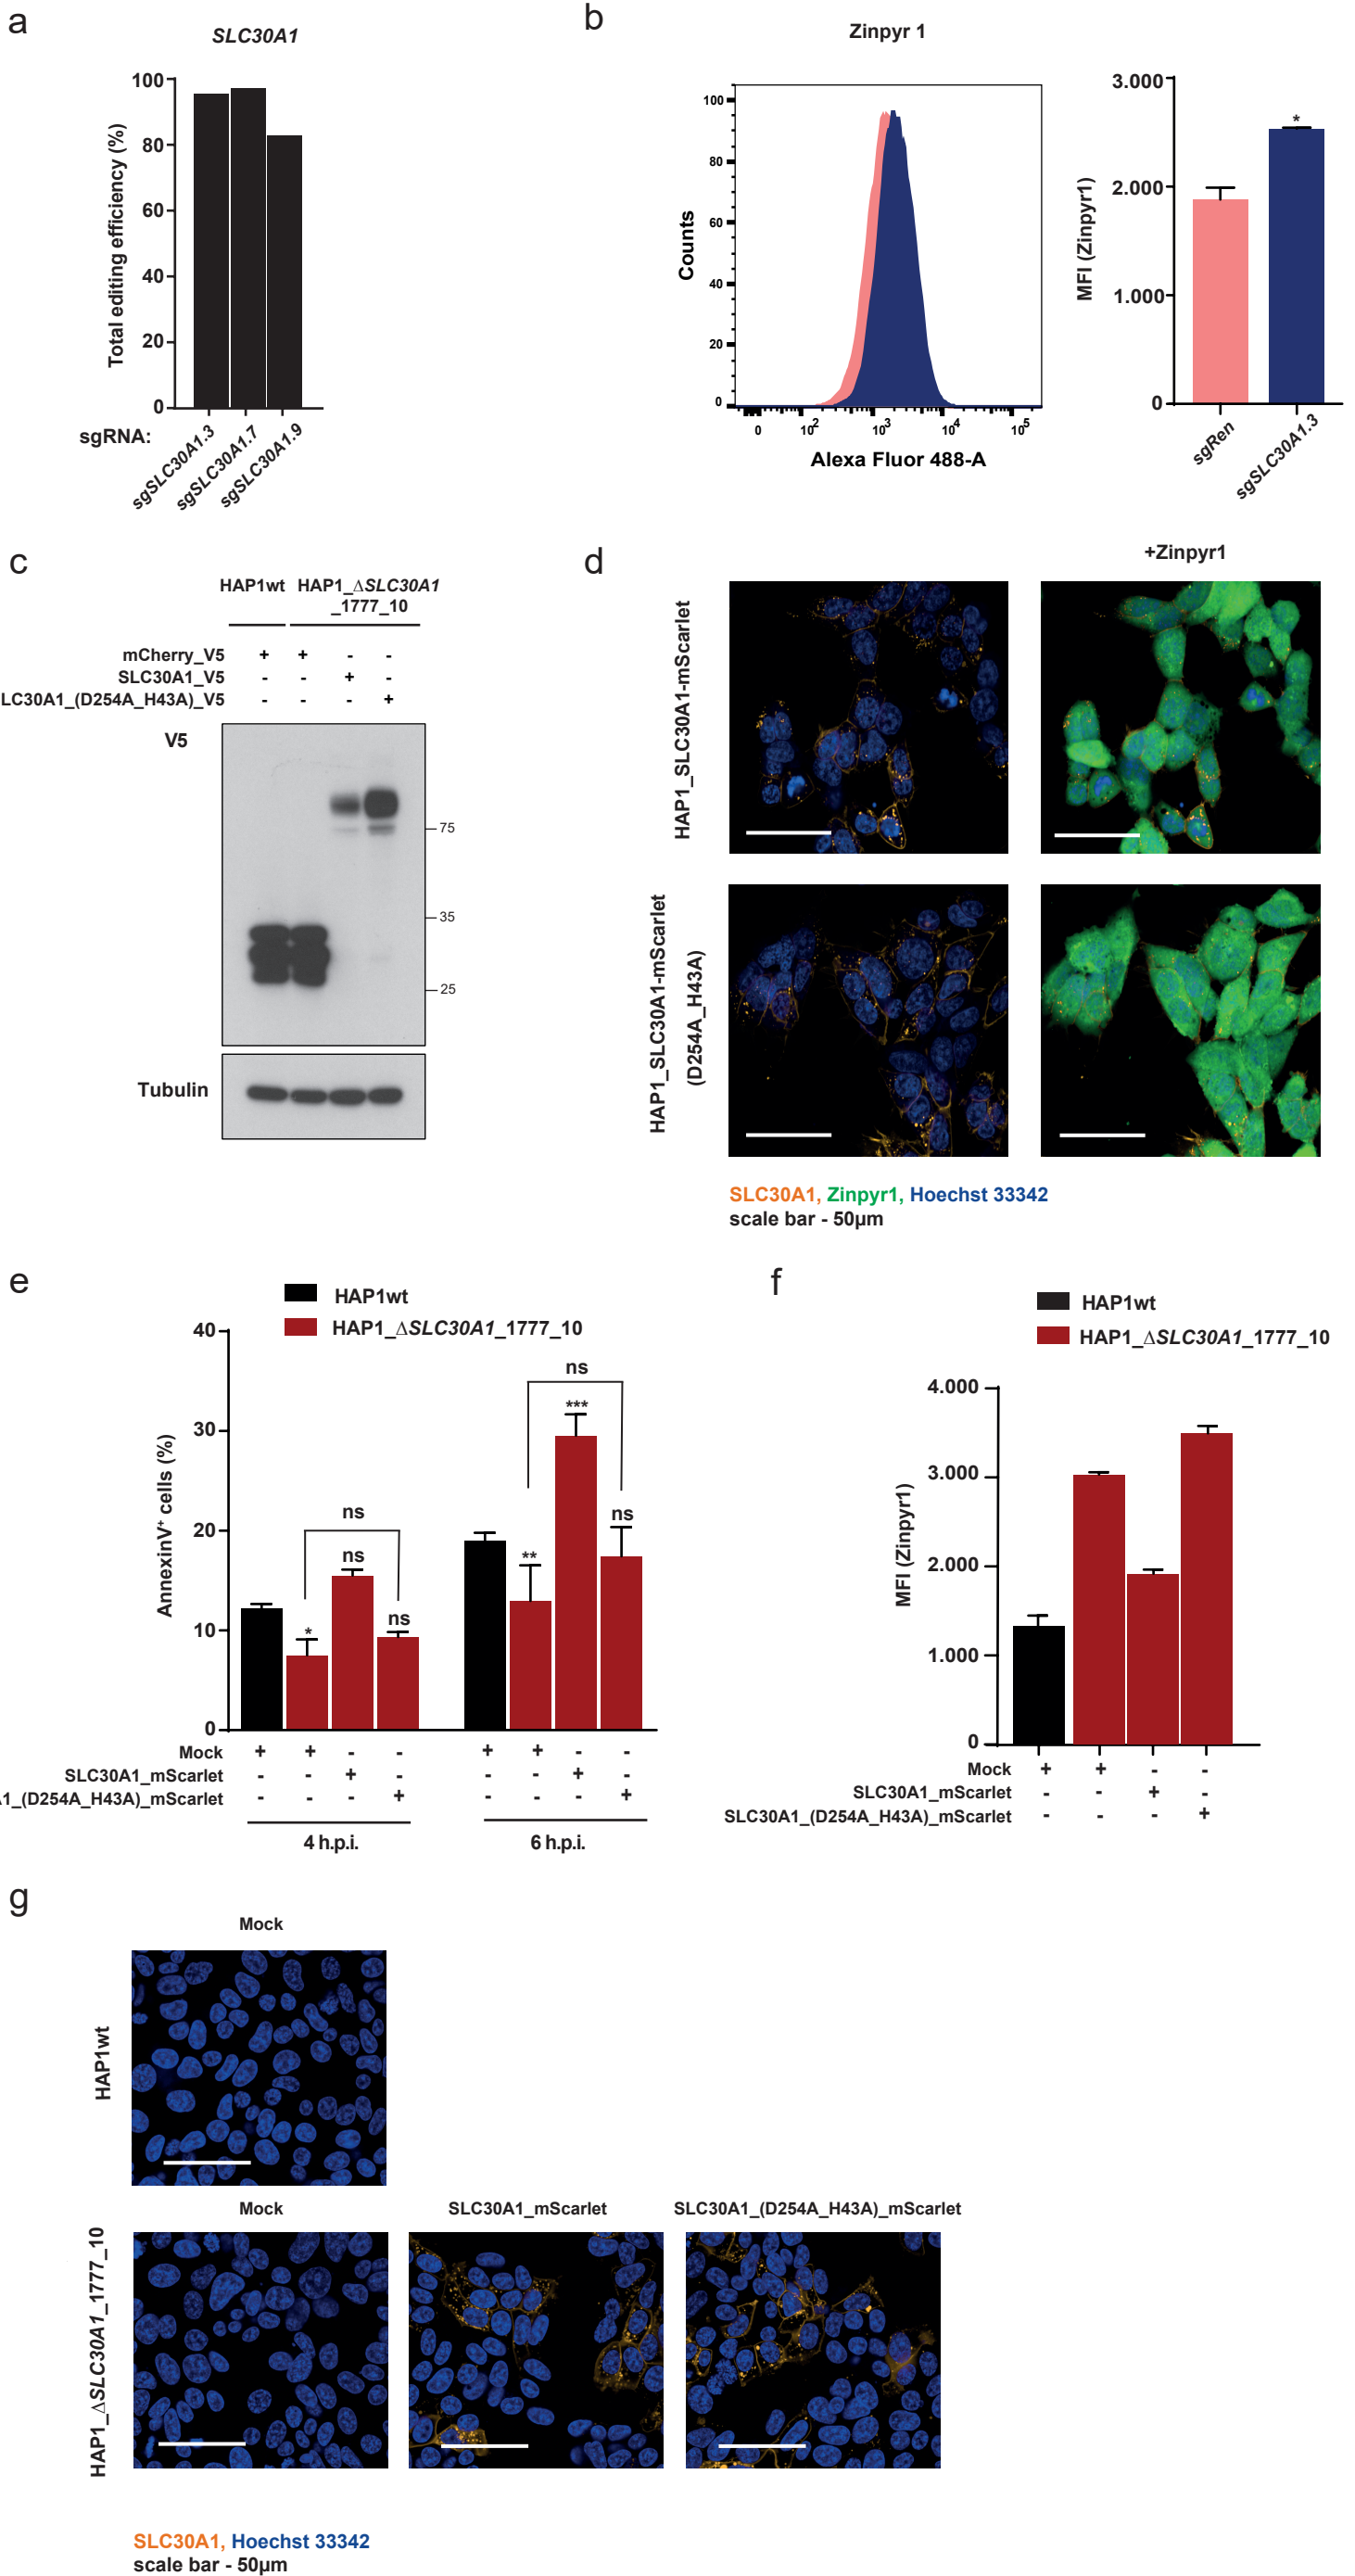 a
SLC30A1
Total editing efficiency (%)
100
80
60
40
20
0
sgRNA:
sgSLC30A1.3
sgSLC30A1.7
sgSLC30A1.9
b
Zinpyr 1
Counts
100
80
60
40
20
0
0 10² 10³ 10⁴ 10⁵
Alexa Fluor 488-A
MFI (Zinpyr1)
3.000
2.000
1.000
0
*
sgRen
sgSLC30A1.3
c
HAP1wt HAP1_ΔSLC30A1
_1777_10
mCherry_V5 + + - -
SLC30A1_V5 - - + -
LC30A1_(D254A_H43A)_V5 - - - +
V5
75
35
25
Tubulin
d
+Zinpyr1
HAP1_SLC30A1-mScarlet
HAP1_SLC30A1-mScarlet
(D254A_H43A)
SLC30A1, Zinpyr1, Hoechst 33342
scale bar - 50µm
e
HAP1wt
HAP1_ΔSLC30A1_1777_10
AnnexinV⁺ cells (%)
40
30
20
10
0
ns
*
ns
ns
ns
**
***
ns
Mock + + - - + + - -
SLC30A1_mScarlet - - + - - - + -
1_(D254A_H43A)_mScarlet - - - + - - - +
4 h.p.i. 6 h.p.i.
f
HAP1wt
HAP1_ΔSLC30A1_1777_10
MFI (Zinpyr1)
4.000
3.000
2.000
1.000
0
Mock + + - -
SLC30A1_mScarlet - - + -
SLC30A1_(D254A_H43A)_mScarlet - - - +
g
Mock
HAP1wt
Mock SLC30A1_mScarlet SLC30A1_(D254A_H43A)_mScarlet
HAP1_ΔSLC30A1_1777_10
SLC30A1, Hoechst 33342
scale bar - 50µm